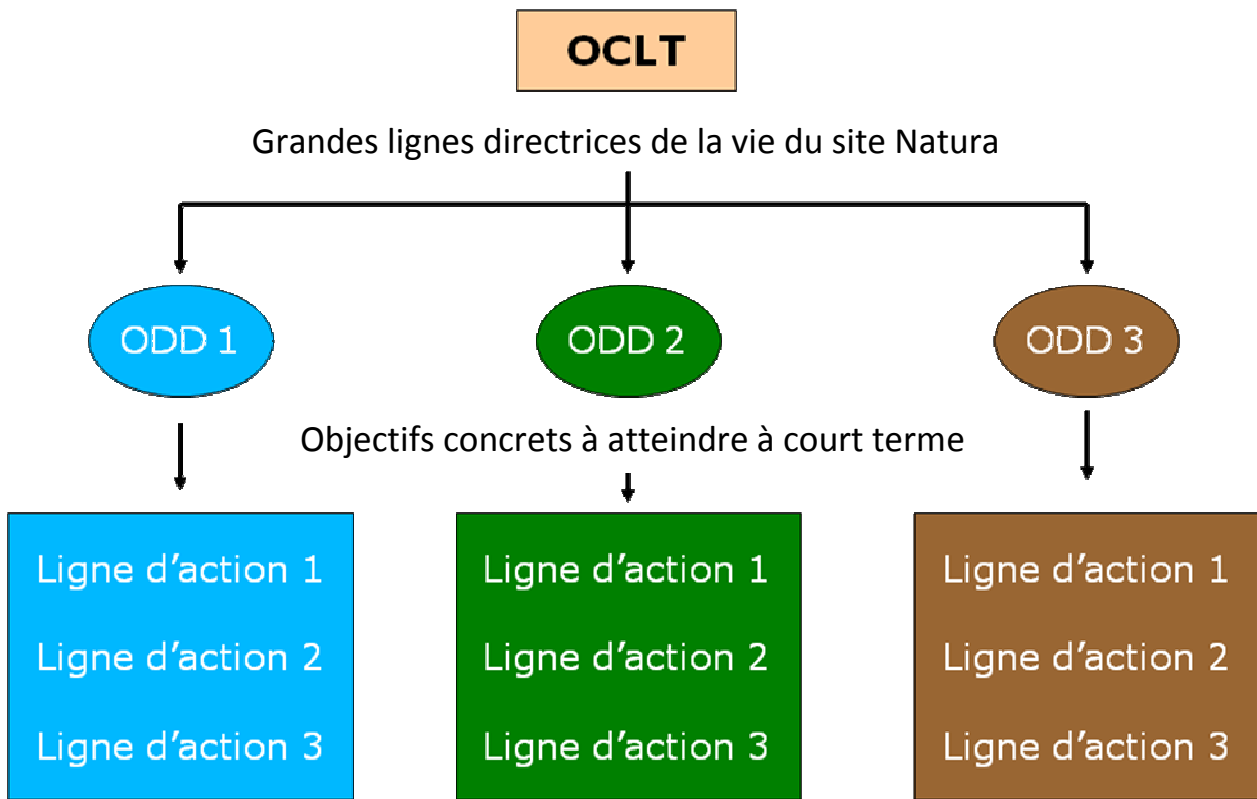 OCLT
Grandes lignes directrices de la vie du site Natura
ODD 1
ODD 2
ODD 3
Objectifs concrets à atteindre à court terme
Ligne d'action 1
Ligne d'action 2
Ligne d'action 3
Ligne d'action 1
Ligne d'action 2
Ligne d'action 3
Ligne d'action 1
Ligne d'action 2
Ligne d'action 3